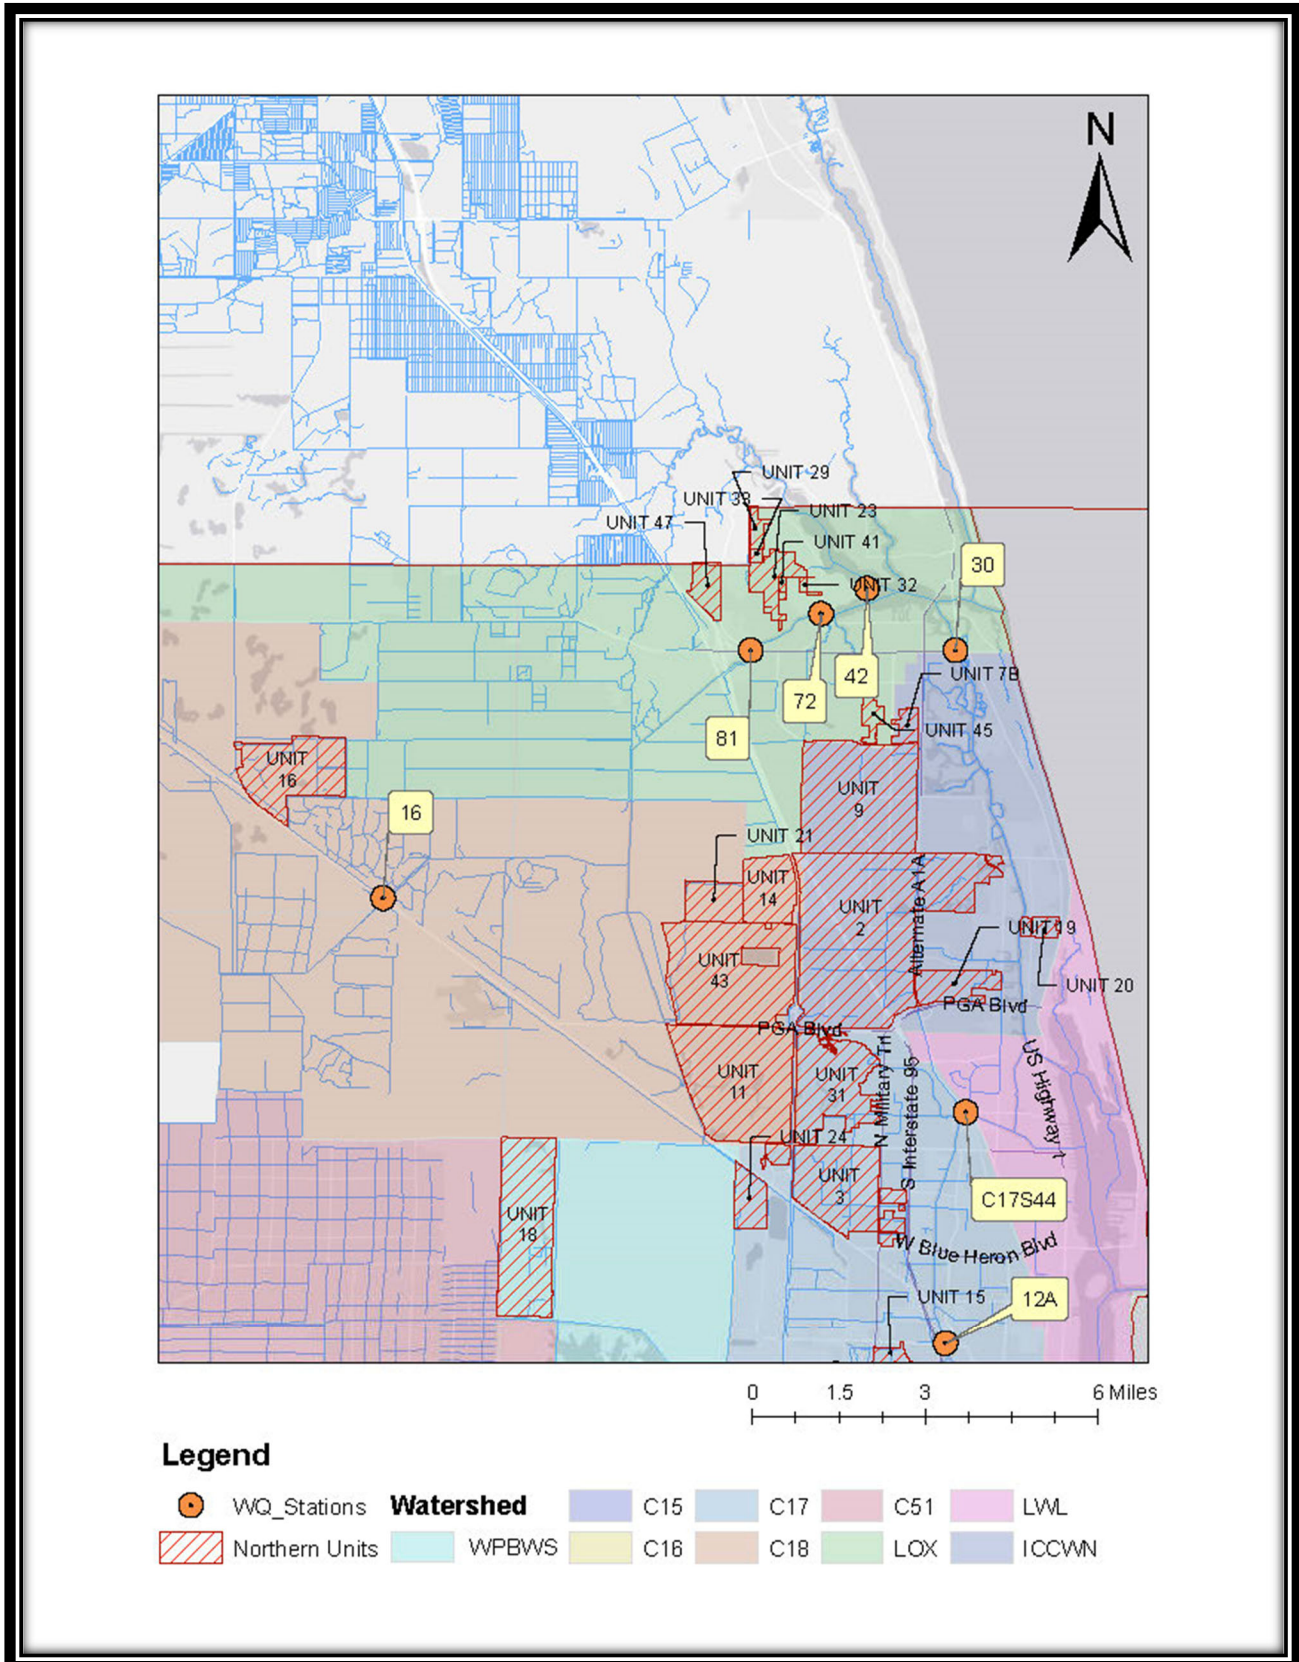 N
UNIT 29
UNIT 33
UNIT 23
UNIT 47
UNIT 41
30
UNIT 32
42
72
UNIT 7B
81
UNIT 45
UNIT
16
UNIT
9
16
UNIT 21
UNIT
14
UNIT
2
Alternate A1A
UNIT 19
UNIT
43
UNIT 20
PGA Blvd
PGA Blvd
UNIT
11
UNIT
31
N Military Trl
S Interstate 95
US Highway 1
UNIT 24
UNIT
3
C17S44
UNIT
18
W Blue Heron Blvd
UNIT 15
12A
0 1.5 3 6 Miles
Legend
WQ_Stations Watershed C15 C17 C51 LWL
Northern Units WPBWS C16 C18 LOX ICCWN